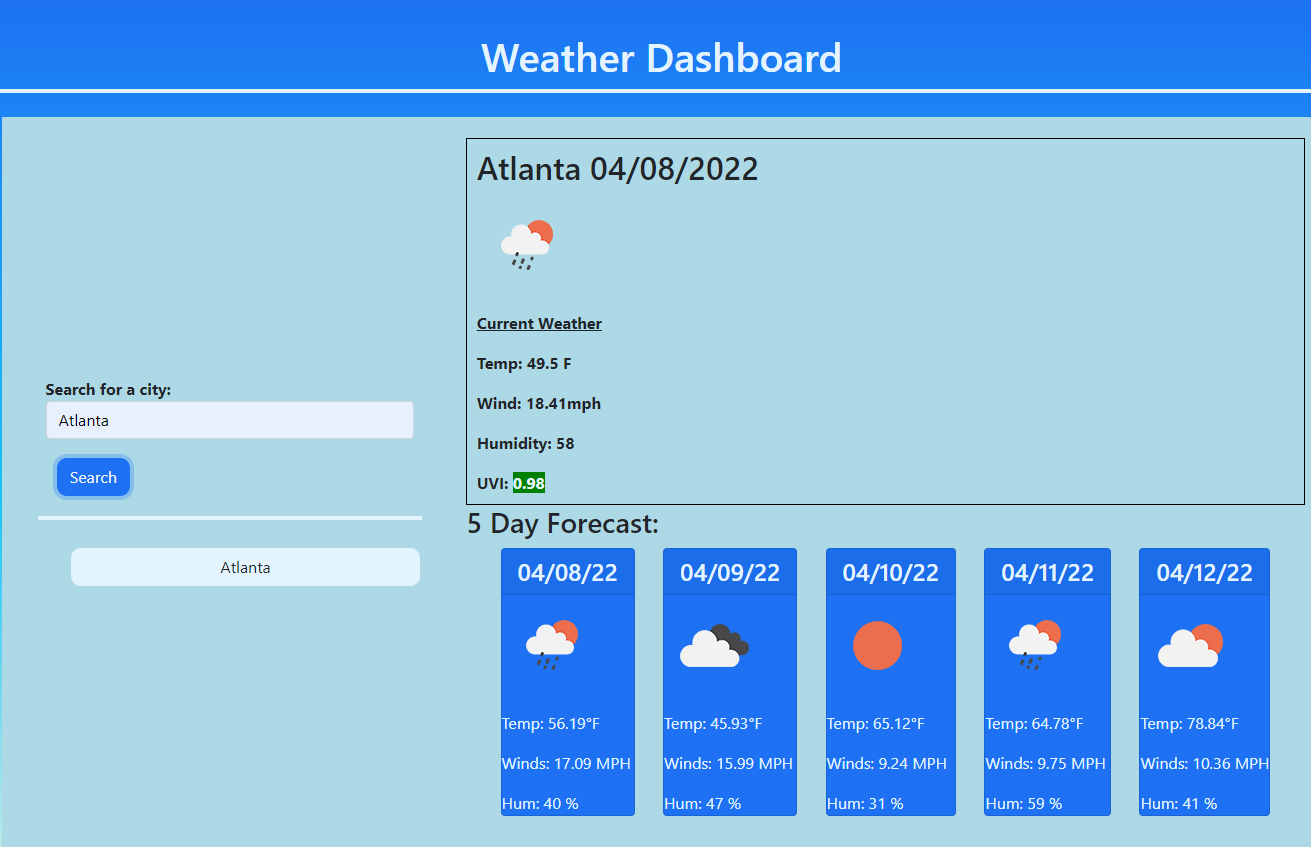 Weather Dashboard
Search for a city:
Atlanta
Search
Atlanta
Atlanta 04/08/2022
Current Weather
Temp: 49.5 F
Wind: 18.41mph
Humidity: 58
UVI: 0.98
5 Day Forecast:
04/08/22
Temp: 56.19°F
Winds: 17.09 MPH
Hum: 40 %
04/09/22
Temp: 45.93°F
Winds: 15.99 MPH
Hum: 47 %
04/10/22
Temp: 65.12°F
Winds: 9.24 MPH
Hum: 31 %
04/11/22
Temp: 64.78°F
Winds: 9.75 MPH
Hum: 59 %
04/12/22
Temp: 78.84°F
Winds: 10.36 MPH
Hum: 41 %